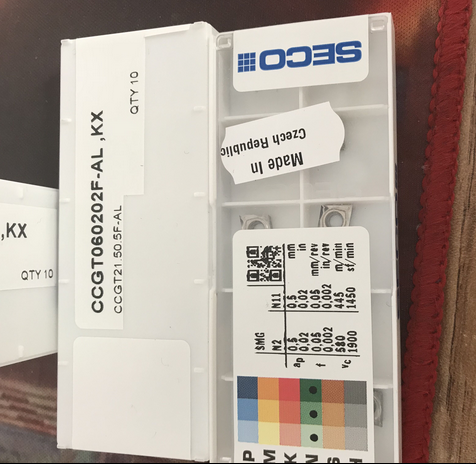 ,KX
QTY 10
CCGT060202F-AL ,KX
CCGT21.50.5F-AL
QTY 10
SECO
Made In
Czech Republic
SMG N2 N11
ap 0,5 0,5 mm
0,02 0,02 in
f 0,05 0,05 mm/rev
0,002 0,002 in/rev
vc 580 445 m/min
1900 1450 sf/min
P
M
K
N
S
H